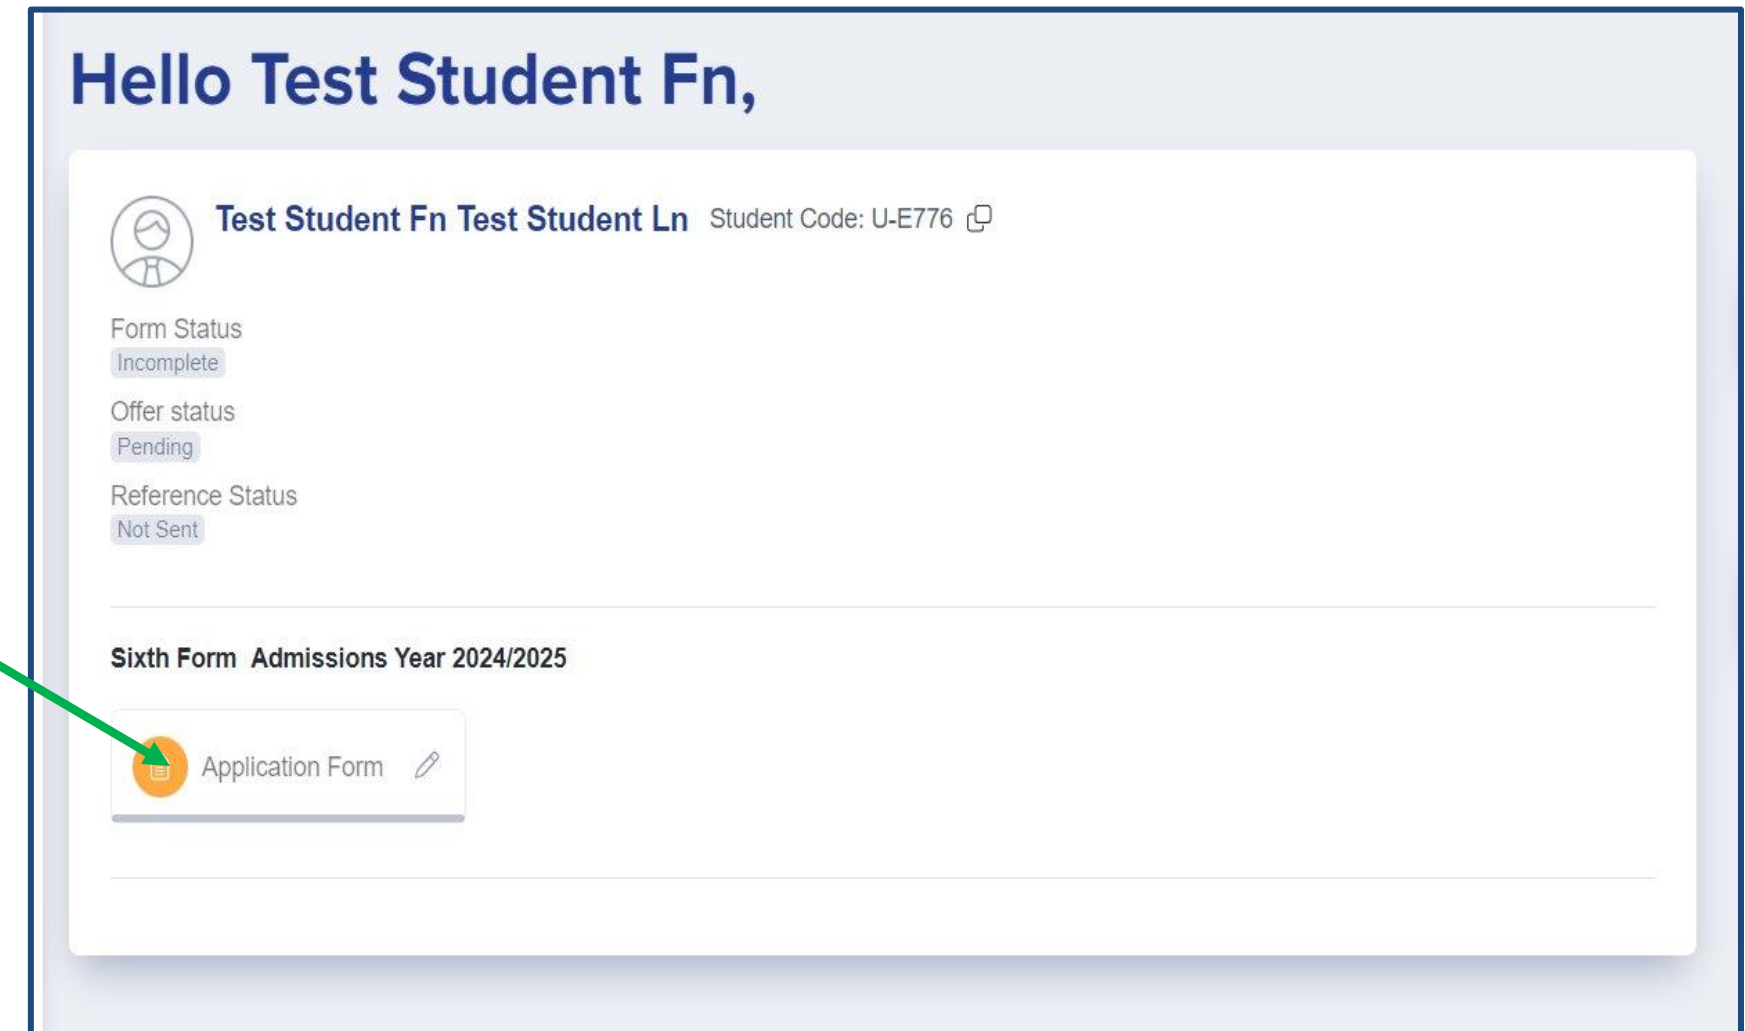 Hello Test Student Fn,
Test Student Fn Test Student Ln Student Code: U-E776
Form Status
Incomplete
Offer status
Pending
Reference Status
Not Sent
Sixth Form Admissions Year 2024/2025
Application Form